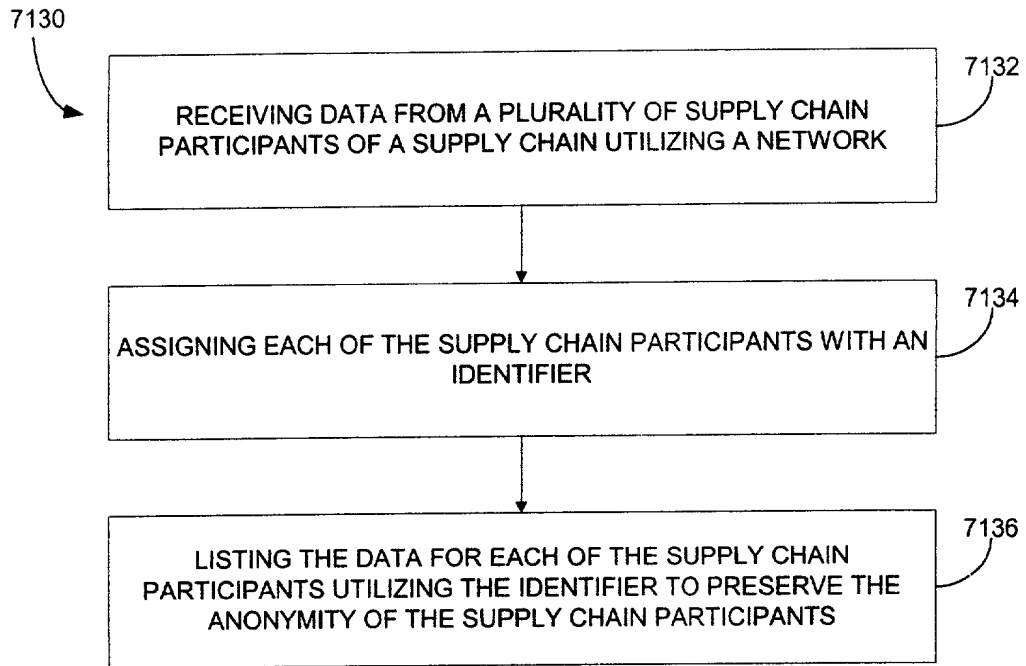 7130
7132
RECEIVING DATA FROM A PLURALITY OF SUPPLY CHAIN
PARTICIPANTS OF A SUPPLY CHAIN UTILIZING A NETWORK
7134
ASSIGNING EACH OF THE SUPPLY CHAIN PARTICIPANTS WITH AN
IDENTIFIER
7136
LISTING THE DATA FOR EACH OF THE SUPPLY CHAIN
PARTICIPANTS UTILIZING THE IDENTIFIER TO PRESERVE THE
ANONYMITY OF THE SUPPLY CHAIN PARTICIPANTS